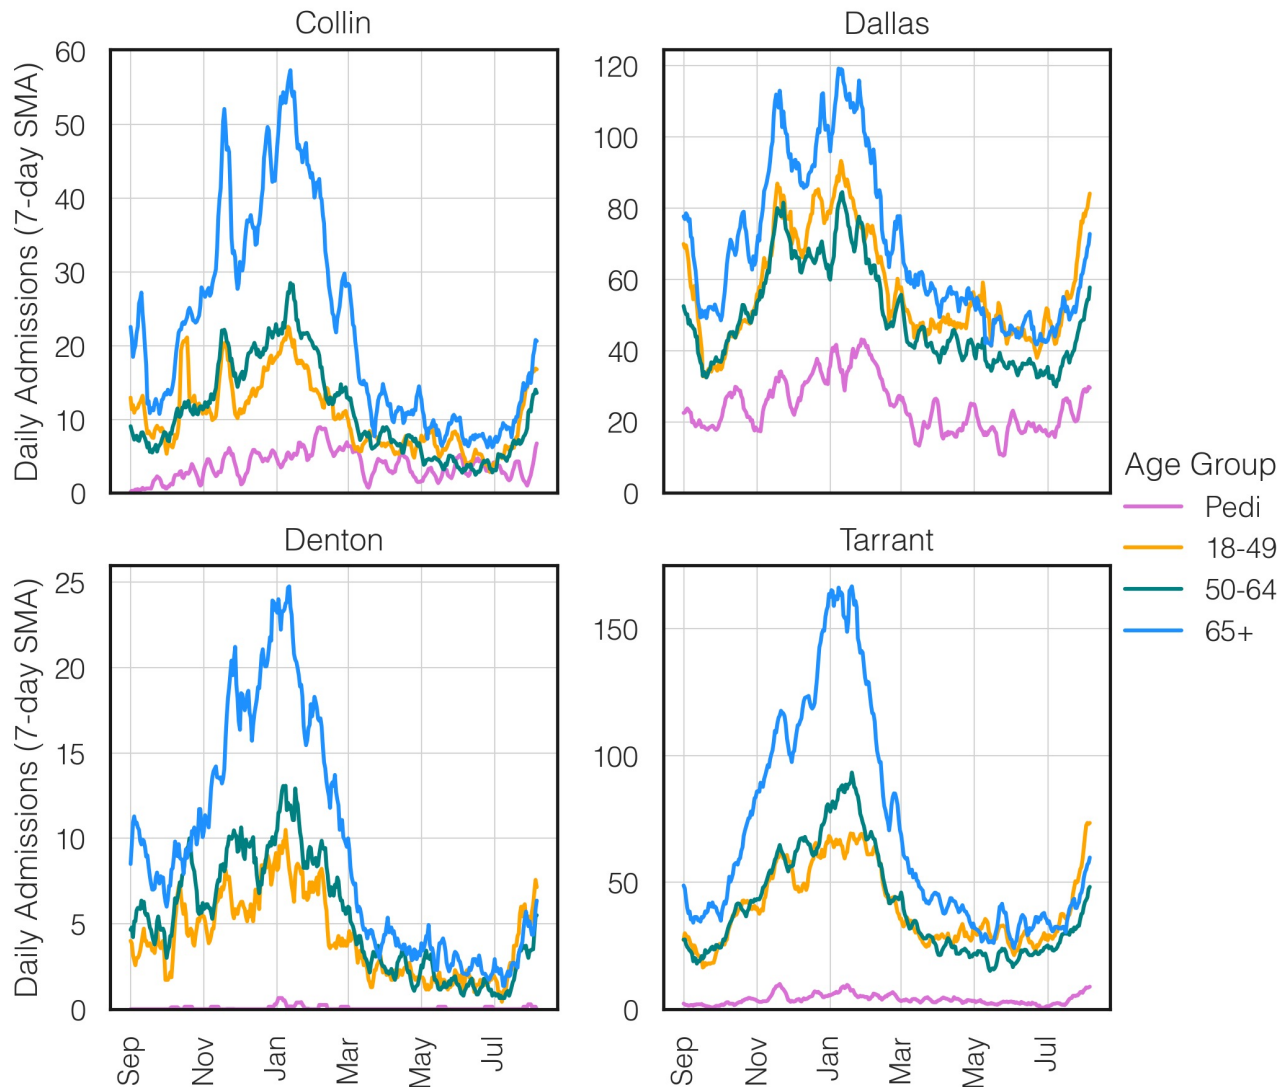 Collin
Dallas
Daily Admissions (7-day SMA)
60
50
40
30
20
10
0
120
100
80
60
40
20
0
Age Group
Pedi
18-49
50-64
65+
Denton
Tarrant
Daily Admissions (7-day SMA)
25
20
15
10
5
0
150
100
50
0
Sep Nov Jan Mar May Jul
Sep Nov Jan Mar May Jul